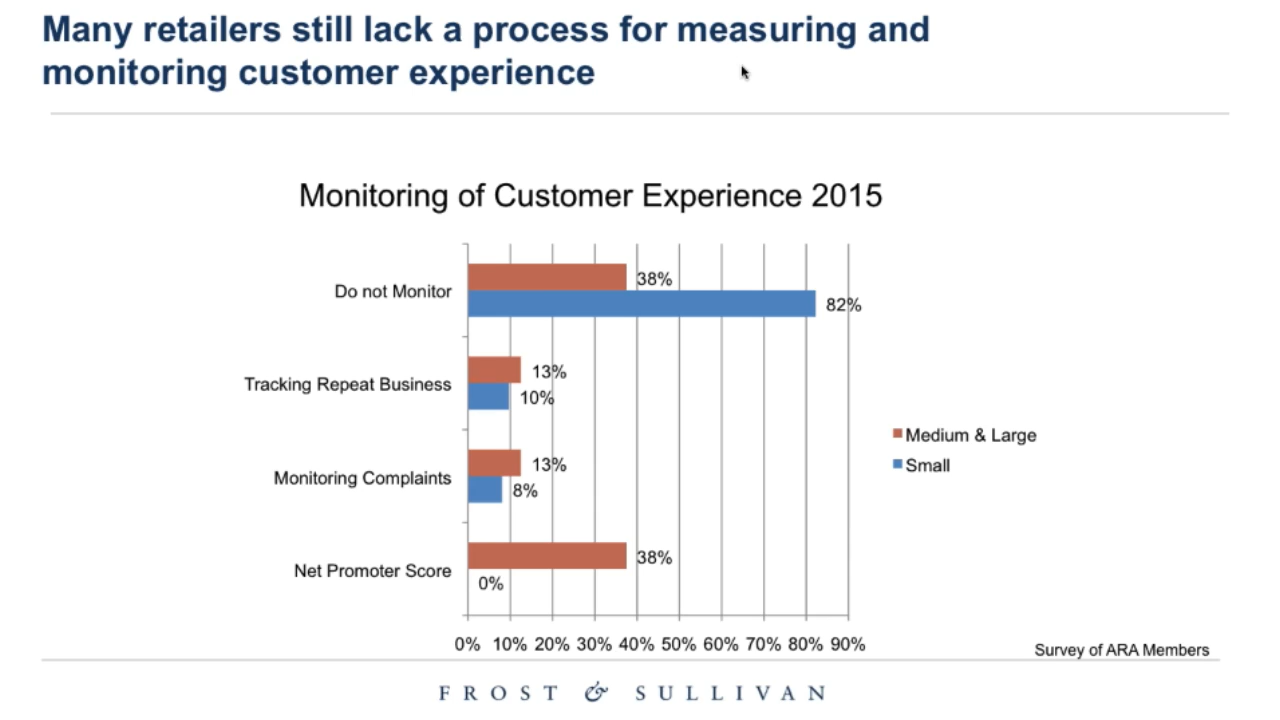 Many retailers still lack a process for measuring and
monitoring customer experience
Monitoring of Customer Experience 2015
Do not Monitor
38%
82%
Tracking Repeat Business
13%
10%
Monitoring Complaints
13%
8%
Net Promoter Score
38%
0%
Medium & Large
Small
0% 10% 20% 30% 40% 50% 60% 70% 80% 90%
Survey of ARA Members
FROST & SULLIVAN